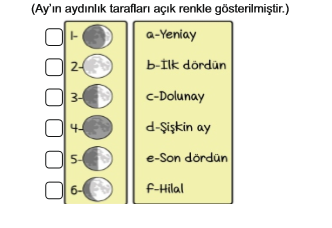 (Ay'ın aydınlık tarafları açık renkle gösterilmiştir.)
1- a-Yeniay
2- b-İlk dördün
3- c-Dolunay
4- d-Şişkin ay
5- e-Son dördün
6- f-Hilal